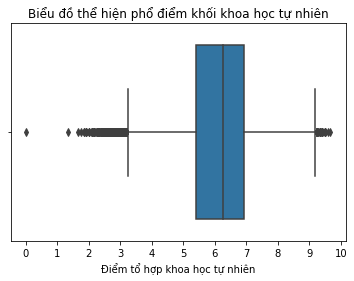 Biểu đồ thể hiện phổ điểm khối khoa học tự nhiên
0 1 2 3 4 5 6 7 8 9 10
Điểm tổ hợp khoa học tự nhiên